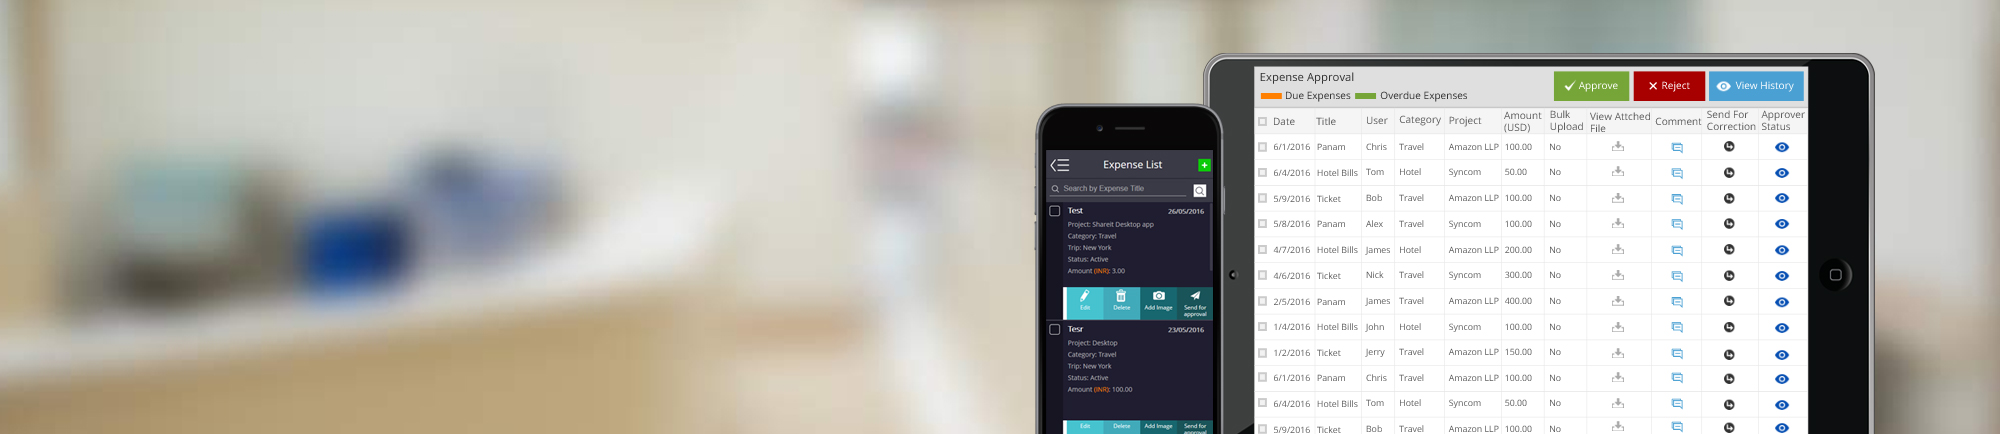 Expense List
Search by Expense Title
Test 26/05/2016
Project: Shareit Desktop app
Category: Travel
Trip: New York
Status: Active
Amount (INR): 3.00
Edit Delete Add Image Send for approval
Tesr 23/05/2016
Project: Desktop
Category: Travel
Trip: New York
Status: Active
Amount (INR): 100.00
Edit Delete Add Image Send for approval
Expense Approval
Due Expenses Overdue Expenses
Approve Reject View History
Date Title User Category Project Amount (USD) Bulk Upload View Attched File Comment Send For Correction Approver Status
6/1/2016 Panam Chris Travel Amazon LLP 100.00 No
6/4/2016 Hotel Bills Tom Hotel Syncom 50.00 No
5/9/2016 Ticket Bob Travel Amazon LLP 100.00 No
5/8/2016 Panam Alex Travel Syncom 100.00 No
4/7/2016 Hotel Bills James Hotel Amazon LLP 200.00 No
4/6/2016 Ticket Nick Travel Syncom 300.00 No
2/5/2016 Panam James Travel Amazon LLP 400.00 No
1/4/2016 Hotel Bills John Hotel Syncom 100.00 No
1/2/2016 Ticket Jerry Travel Amazon LLP 150.00 No
6/1/2016 Panam Chris Travel Amazon LLP 100.00 No
6/4/2016 Hotel Bills Tom Hotel Syncom 50.00 No
5/9/2016 Ticket Bob Travel Amazon LLP 100.00 No